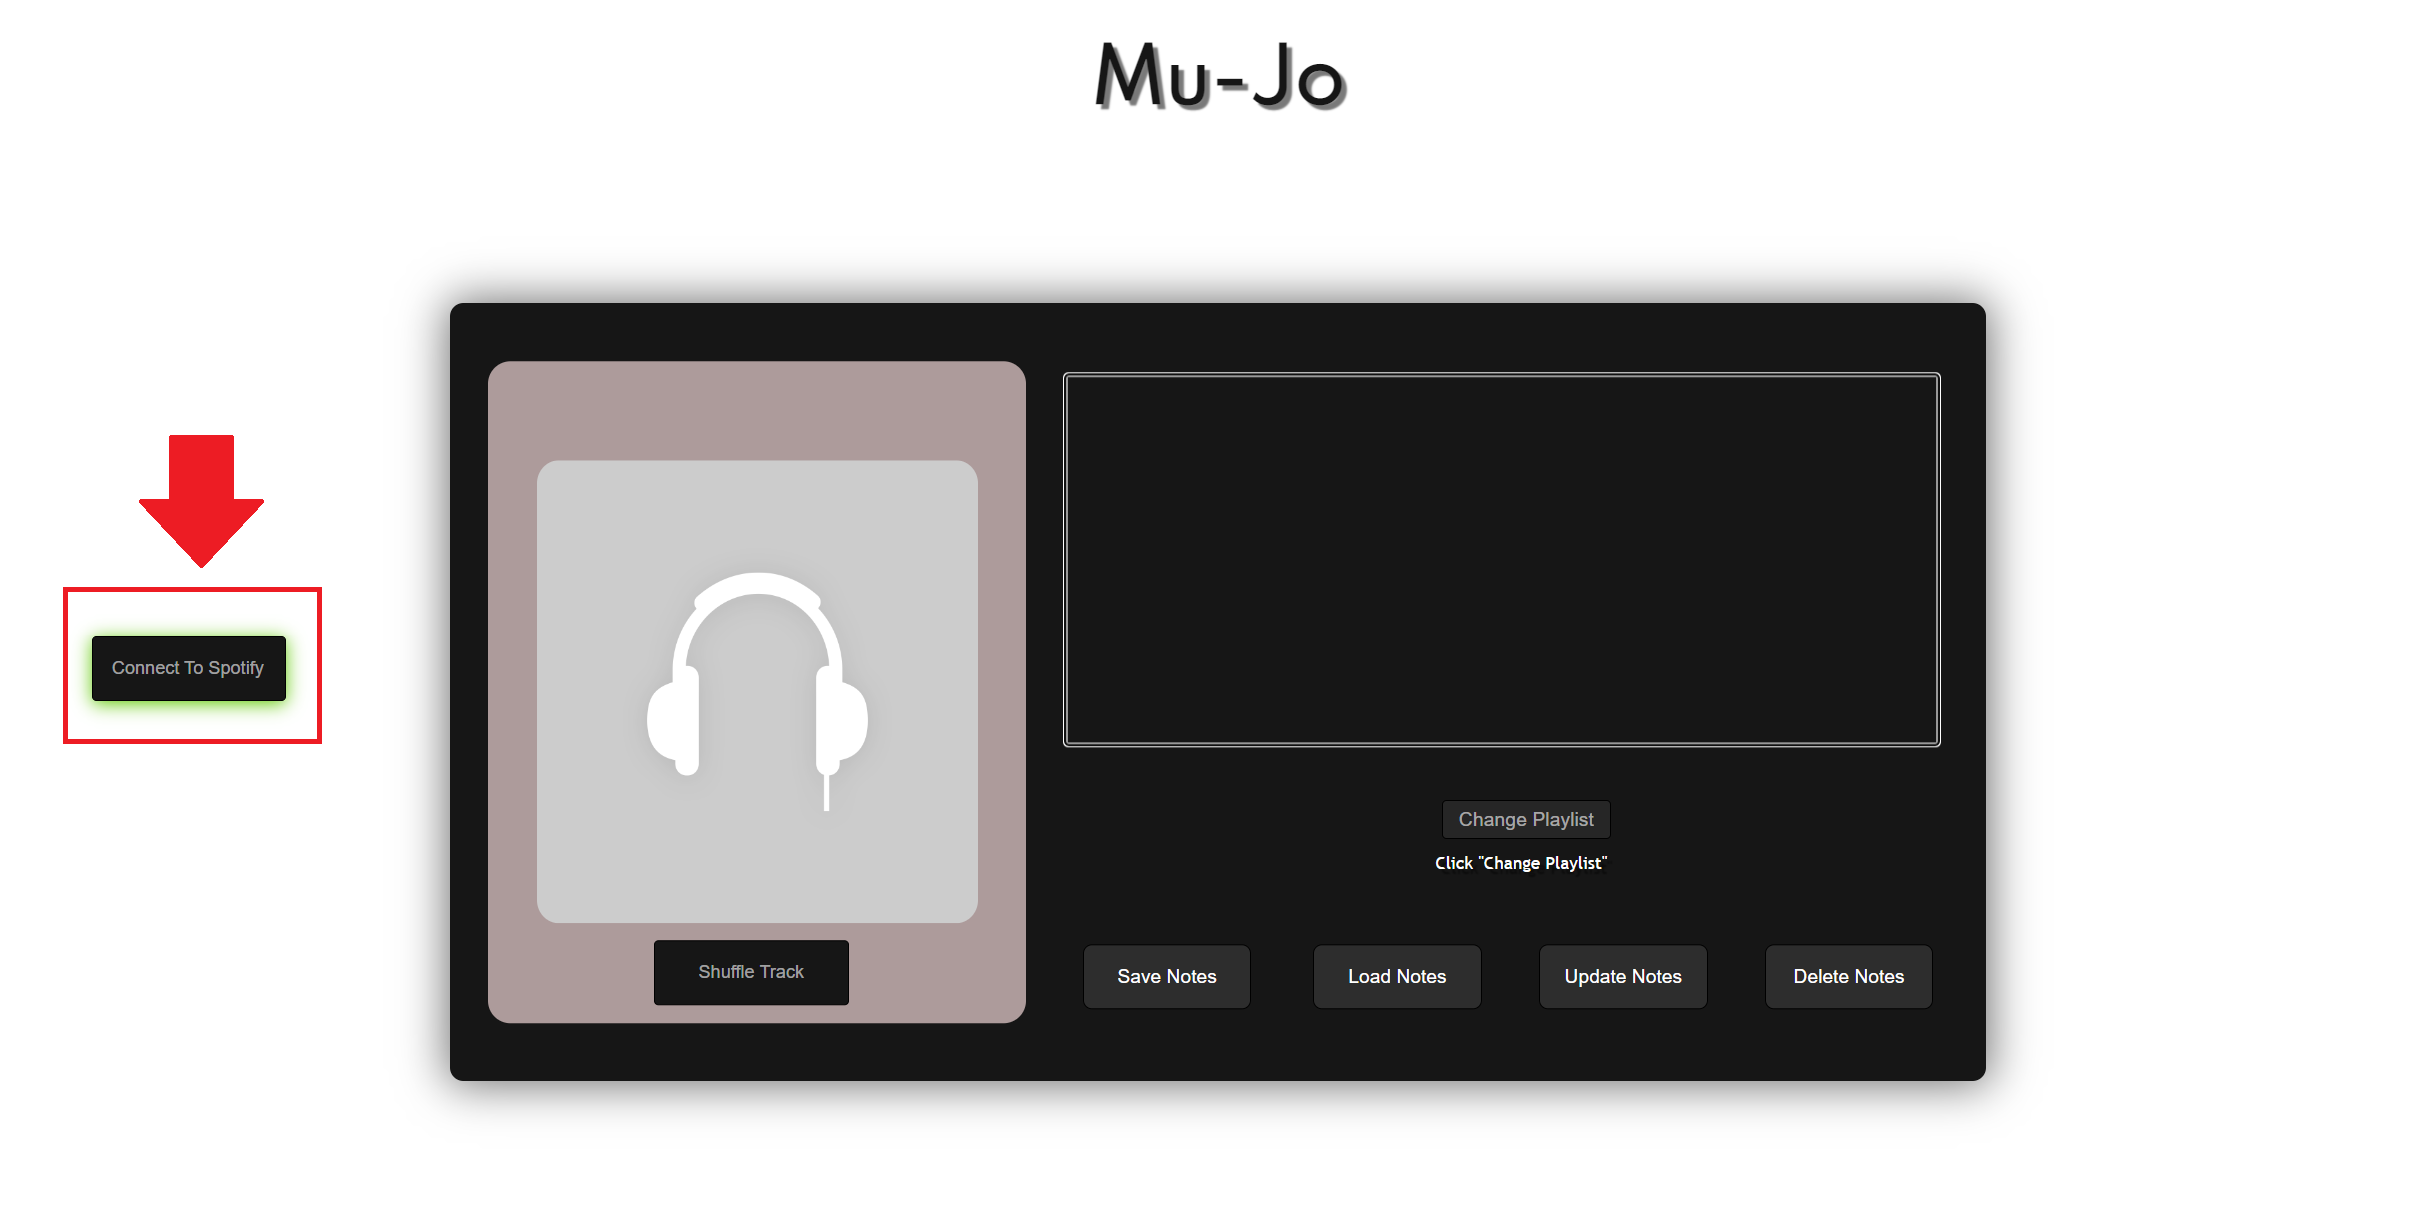 Mu-Jo
Connect To Spotify
Change Playlist
Click "Change Playlist"
Shuffle Track
Save Notes
Load Notes
Update Notes
Delete Notes